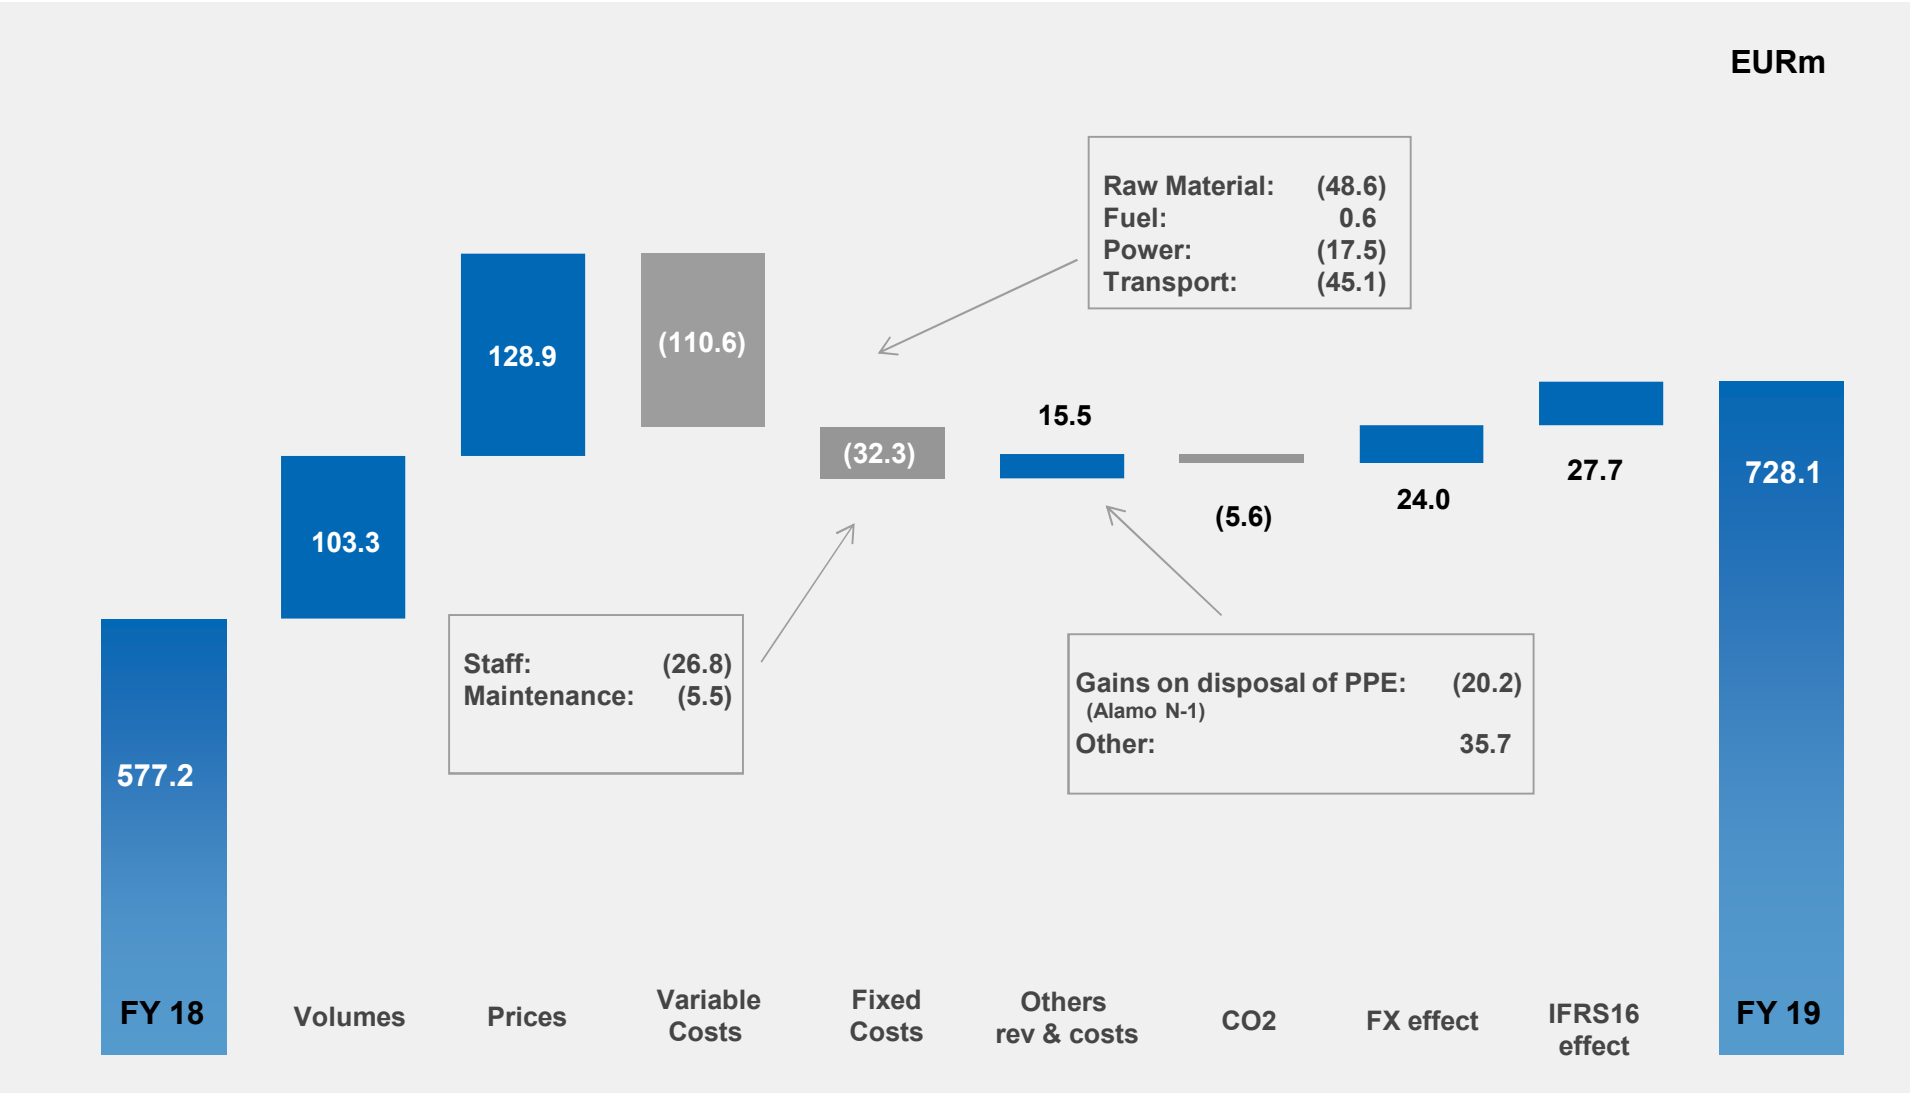 EURm
Raw Material: (48.6)
Fuel: 0.6
Power: (17.5)
Transport: (45.1)
128.9
(110.6)
(32.3)
15.5
(5.6)
24.0
27.7
728.1
103.3
577.2
Staff: (26.8)
Maintenance: (5.5)
Gains on disposal of PPE: (20.2)
(Alamo N-1)
Other: 35.7
FY 18
Volumes
Prices
Variable
Costs
Fixed
Costs
Others
rev & costs
CO2
FX effect
IFRS16
effect
FY 19